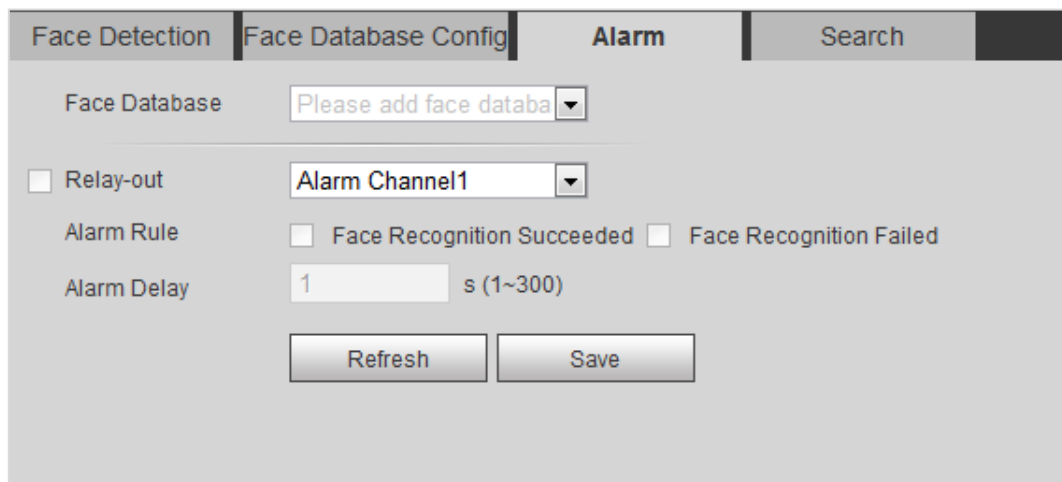 Face Detection Face Database Config Alarm Search
Face Database Please add face databa
Relay-out Alarm Channel1
Alarm Rule Face Recognition Succeeded Face Recognition Failed
Alarm Delay 1 s (1~300)
Refresh Save